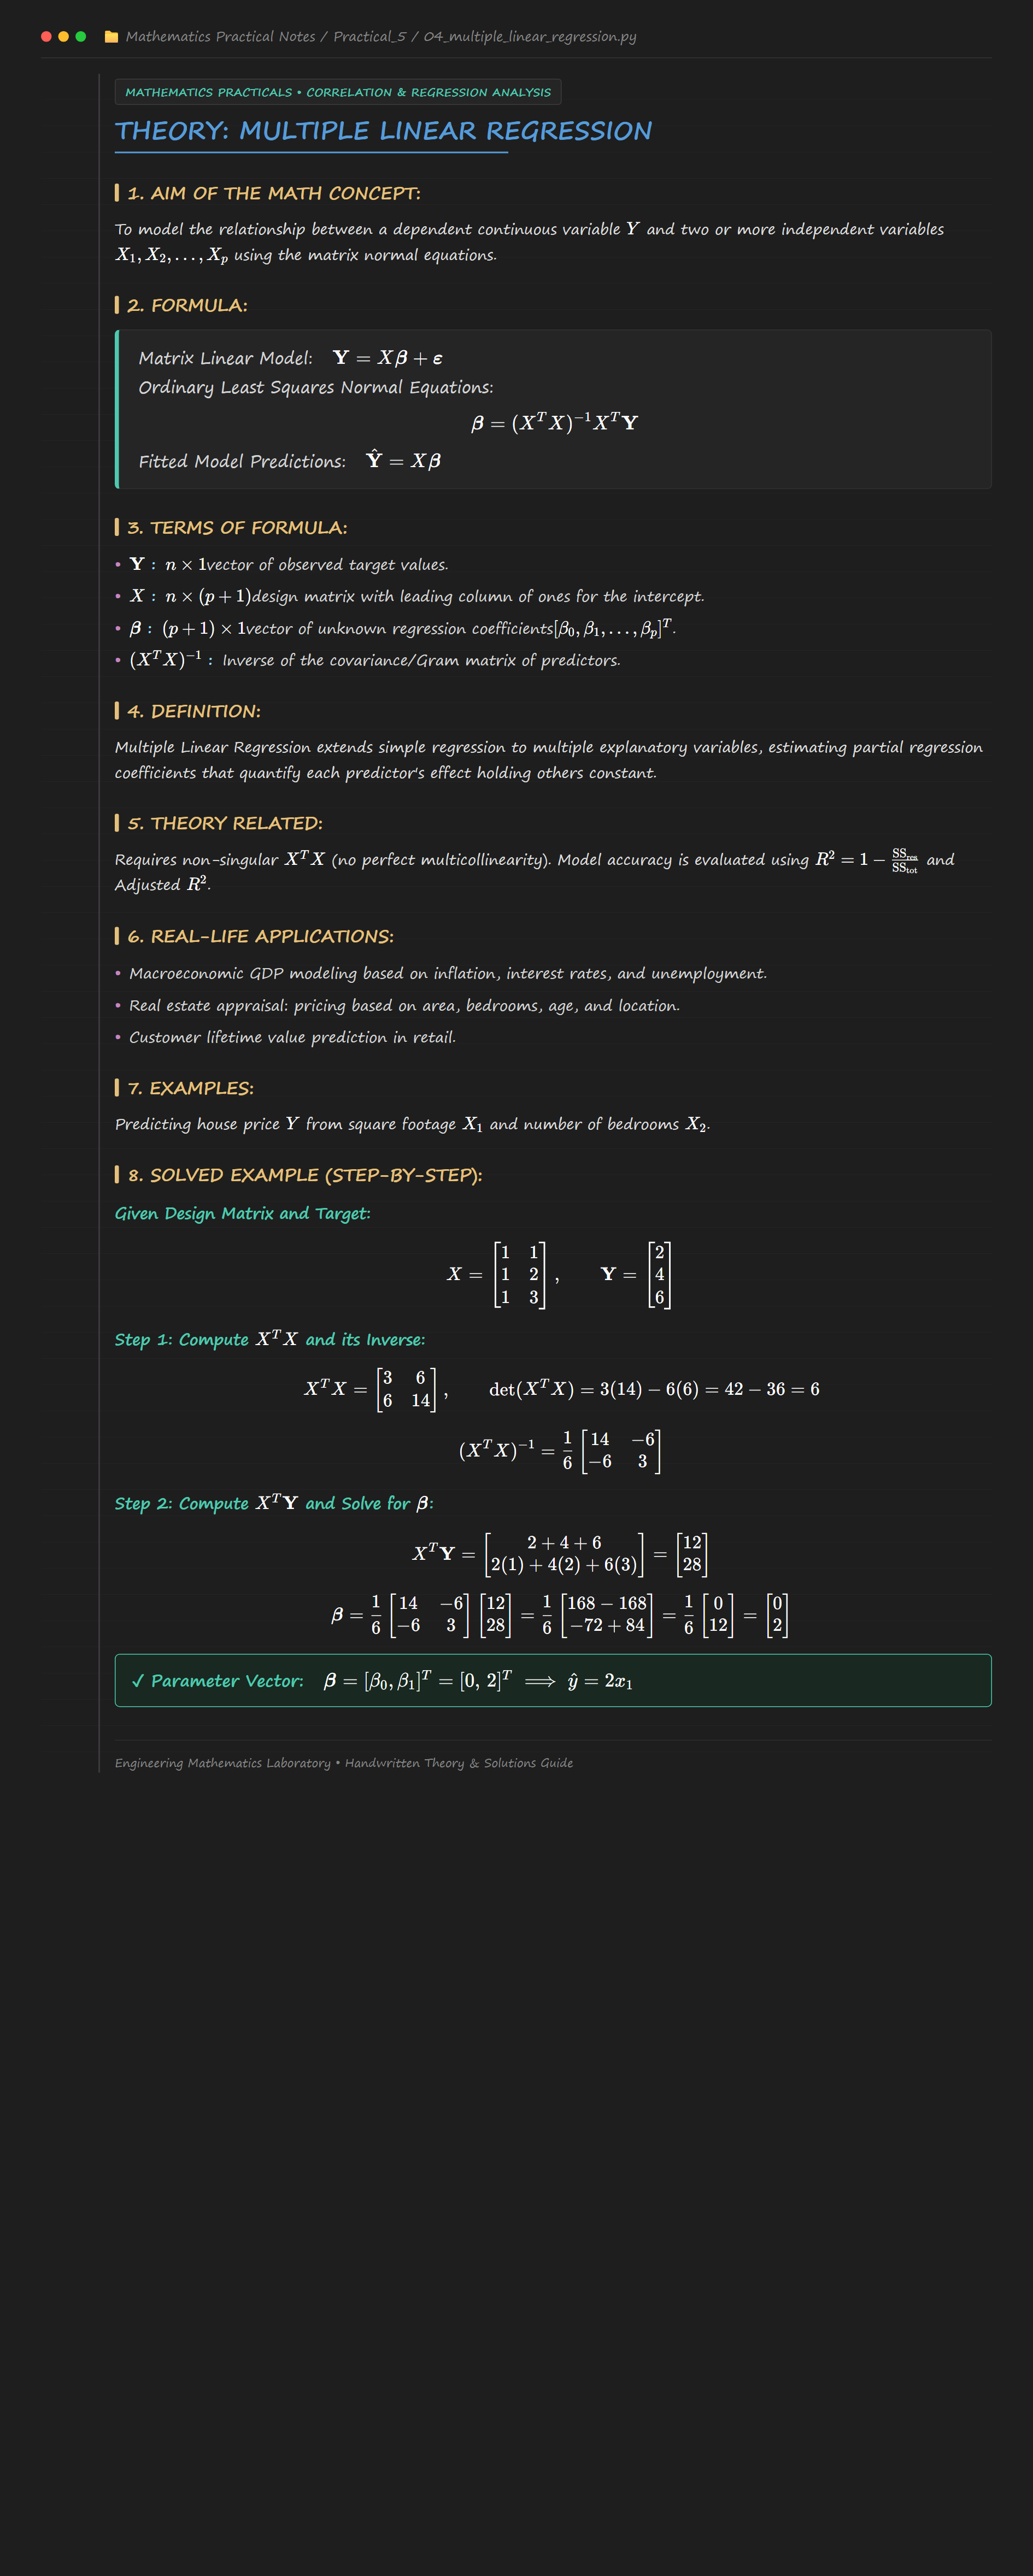 Mathematics Practical Notes / Practical_5 / 04_multiple_linear_regression.py
MATHEMATICS PRACTICALS • CORRELATION & REGRESSION ANALYSIS
THEORY: MULTIPLE LINEAR REGRESSION
1. AIM OF THE MATH CONCEPT:
To model the relationship between a dependent continuous variable Y and two or more independent variables
X₁, X₂, …, Xₚ using the matrix normal equations.
2. FORMULA:
Matrix Linear Model: Y = Xβ + ε
Ordinary Least Squares Normal Equations:
β = (XᵀX)⁻¹XᵀY
Fitted Model Predictions: Ŷ = Xβ
3. TERMS OF FORMULA:
• Y : n × 1vector of observed target values.
• X : n × (p + 1)design matrix with leading column of ones for the intercept.
• β : (p + 1) × 1vector of unknown regression coefficients[β₀, β₁, …, βₚ]ᵀ.
• (XᵀX)⁻¹ : Inverse of the covariance/Gram matrix of predictors.
4. DEFINITION:
Multiple Linear Regression extends simple regression to multiple explanatory variables, estimating partial regression
coefficients that quantify each predictor's effect holding others constant.
5. THEORY RELATED:
Requires non-singular XᵀX (no perfect multicollinearity). Model accuracy is evaluated using R² = 1 − SS_res/SS_tot and
Adjusted R².
6. REAL-LIFE APPLICATIONS:
• Macroeconomic GDP modeling based on inflation, interest rates, and unemployment.
• Real estate appraisal: pricing based on area, bedrooms, age, and location.
• Customer lifetime value prediction in retail.
7. EXAMPLES:
Predicting house price Y from square footage X₁ and number of bedrooms X₂.
8. SOLVED EXAMPLE (STEP-BY-STEP):
Given Design Matrix and Target:
X = [1 1; 1 2; 1 3], Y = [2; 4; 6]
Step 1: Compute XᵀX and its Inverse:
XᵀX = [3 6; 6 14], det(XᵀX) = 3(14) − 6(6) = 42 − 36 = 6
(XᵀX)⁻¹ = 1/6 [14 −6; −6 3]
Step 2: Compute XᵀY and Solve for β:
XᵀY = [2 + 4 + 6; 2(1) + 4(2) + 6(3)] = [12; 28]
β = 1/6 [14 −6; −6 3] [12; 28] = 1/6 [168 − 168; −72 + 84] = 1/6 [0; 12] = [0; 2]
✓ Parameter Vector: β = [β₀, β₁]ᵀ = [0, 2]ᵀ ⟹ ŷ = 2x₁
Engineering Mathematics Laboratory • Handwritten Theory & Solutions Guide